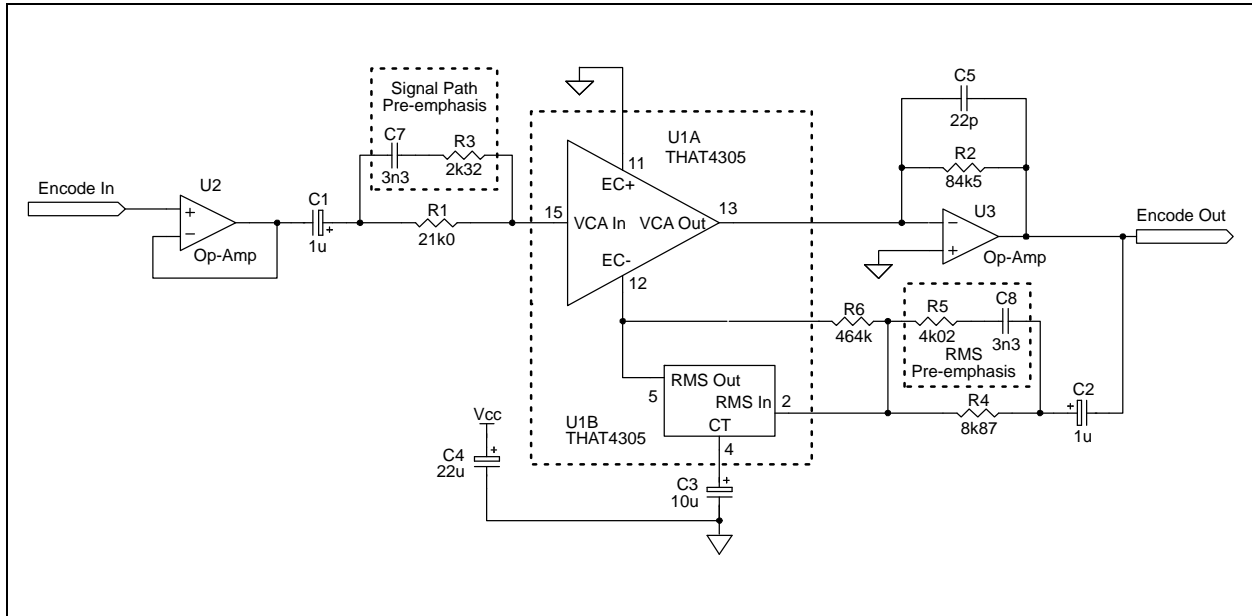 Signal Path
Pre-emphasis
C7
3n3
R3
2k32
Encode In
U2
+
−
Op-Amp
C1
+
1u
R1
21k0
15
VCA In
VCA Out
EC+
11
EC-
12
13
U1A
THAT4305
C5
22p
R2
84k5
−
+
U3
Op-Amp
Encode Out
R6
464k
R5
4k02
C8
3n3
RMS
Pre-emphasis
R4
8k87
C2
+
1u
5
RMS Out
RMS In
2
CT
4
U1B
THAT4305
Vcc
C4
+
22u
C3
+
10u